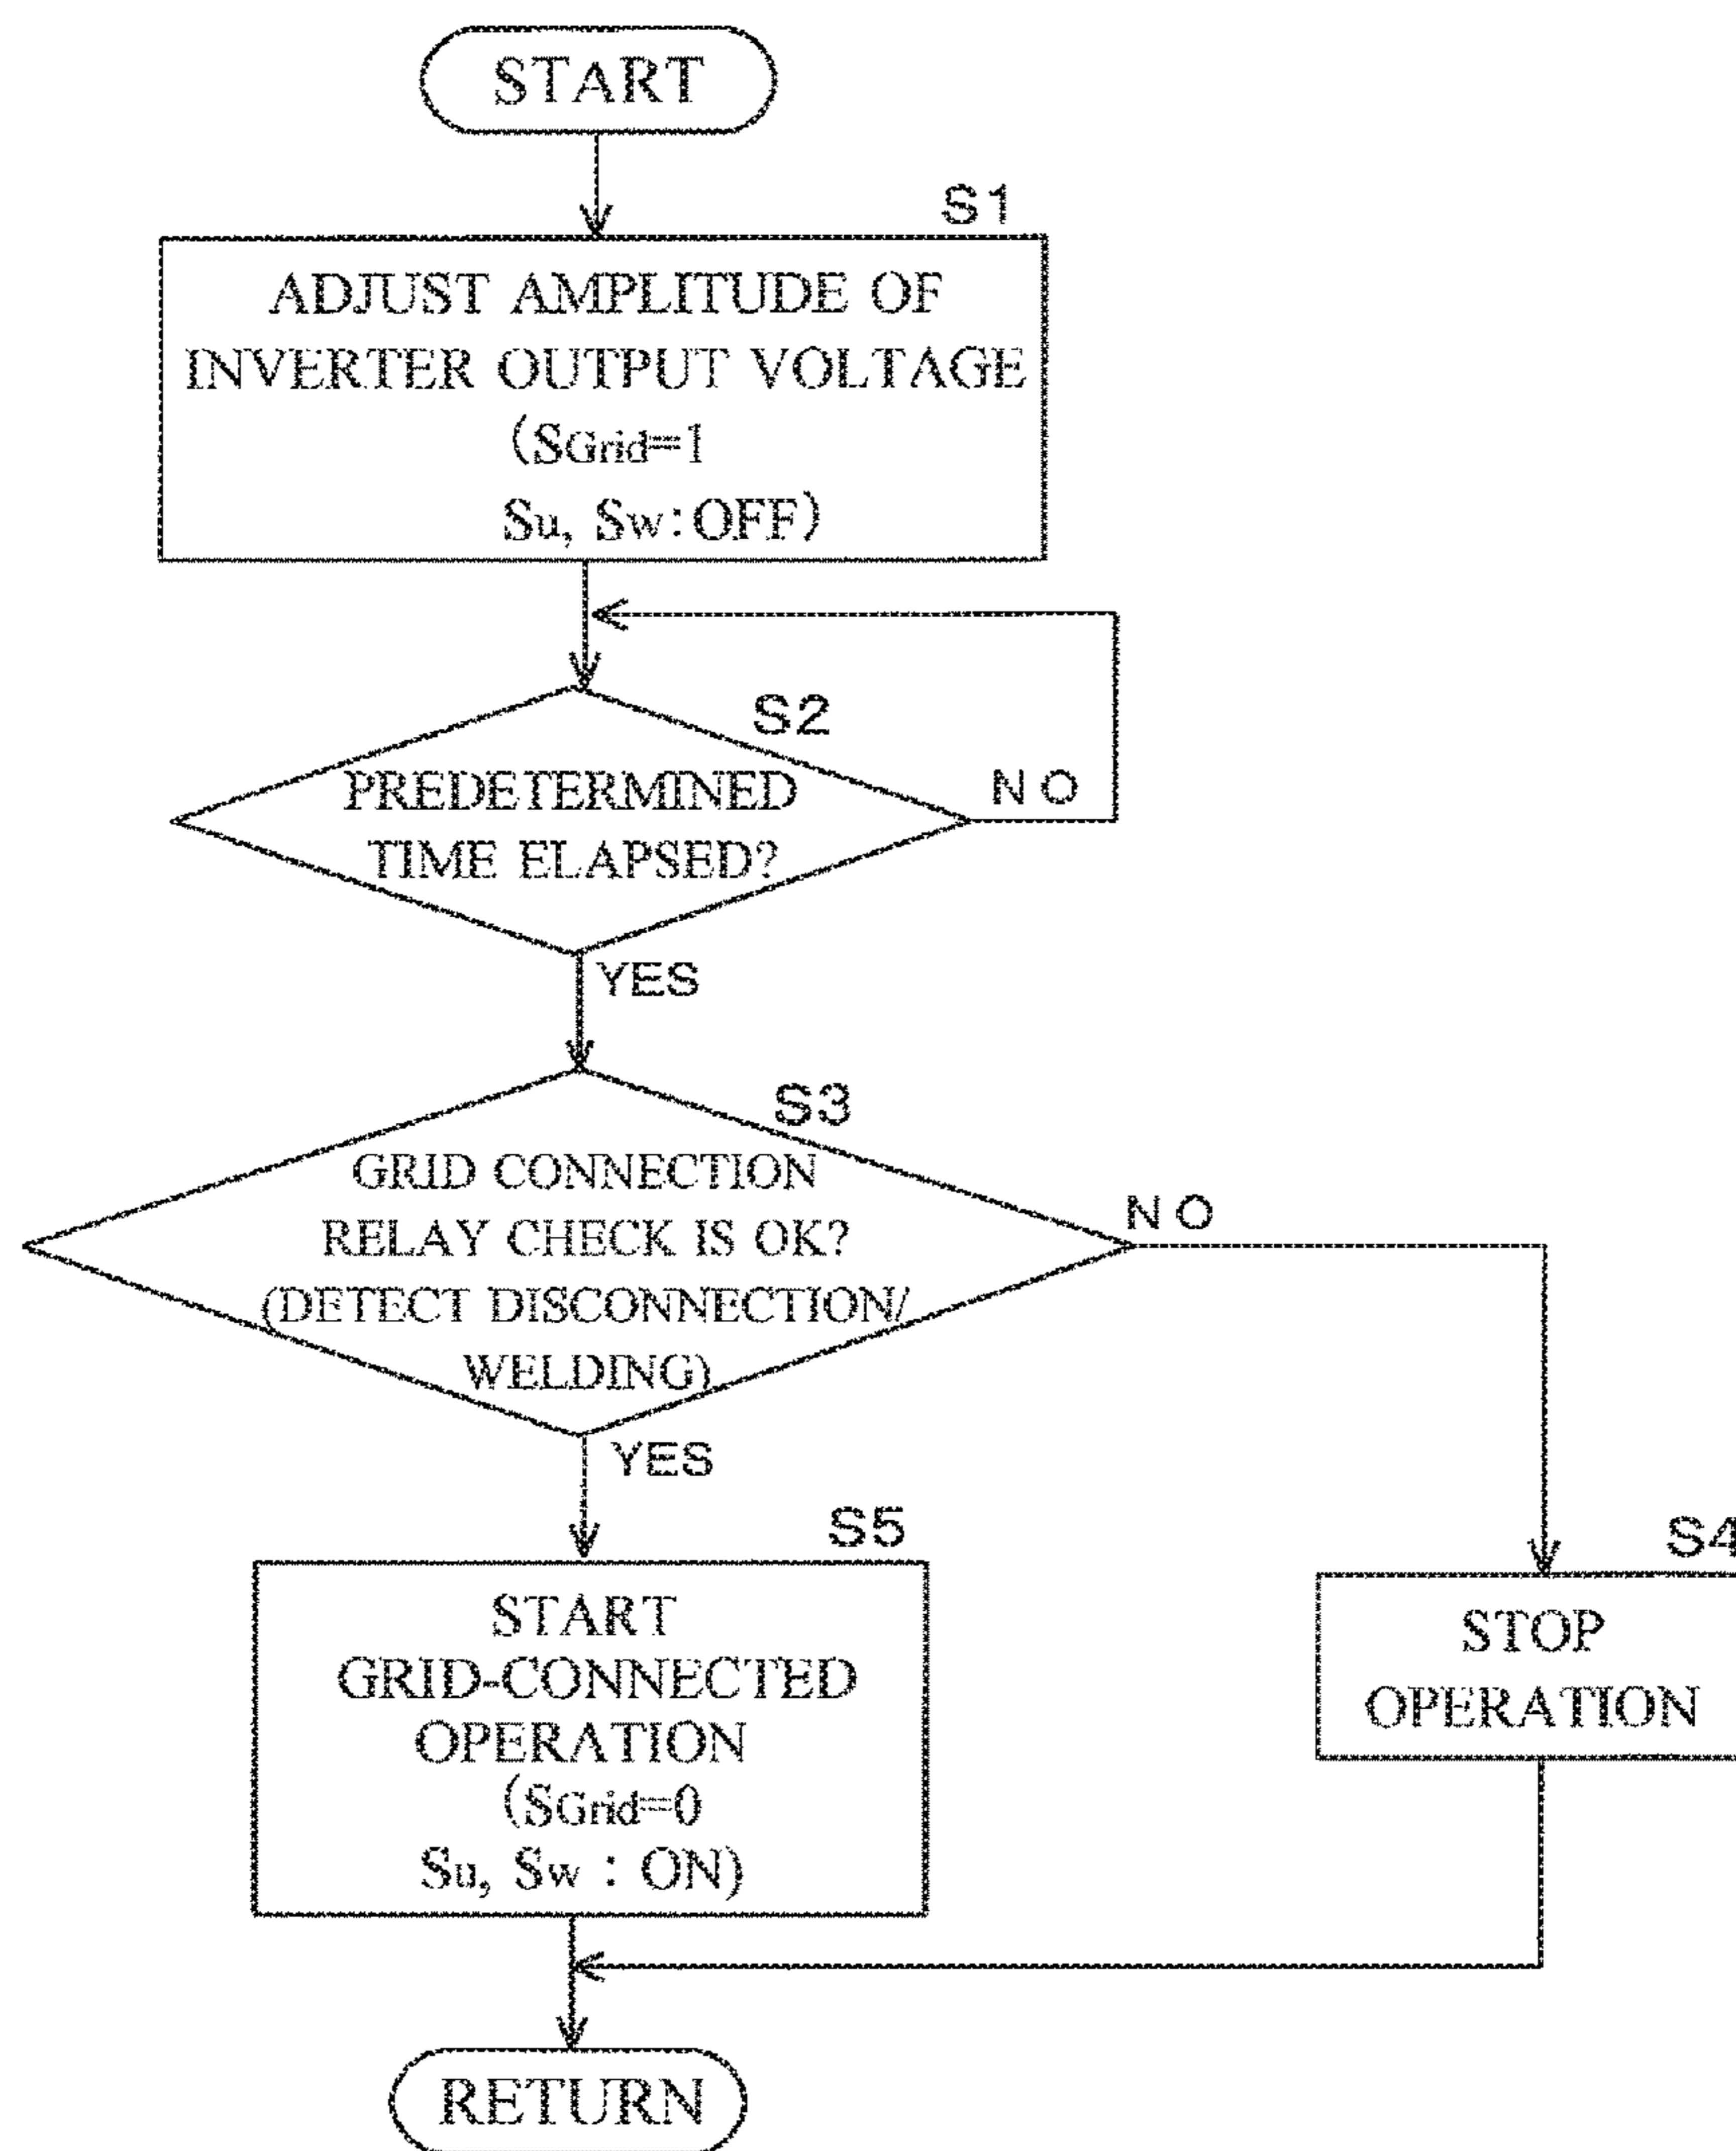 START
S1
ADJUST AMPLITUDE OF
INVERTER OUTPUT VOLTAGE
(SGrid=1
Su, Sw:OFF)
S2
PREDETERMINED
TIME ELAPSED?
NO
YES
S3
GRID CONNECTION
RELAY CHECK IS OK?
(DETECT DISCONNECTION/
WELDING)
NO
YES
S5
START
GRID-CONNECTED
OPERATION
(SGrid=0
Su, Sw : ON)
S4
STOP
OPERATION
RETURN